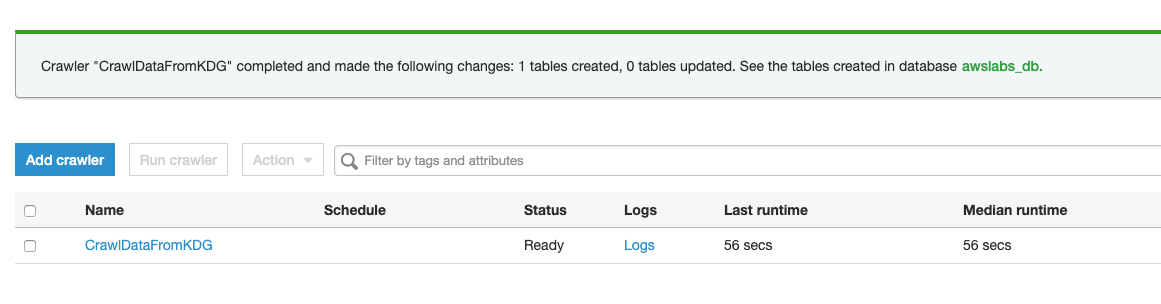 Crawler "CrawlDataFromKDG" completed and made the following changes: 1 tables created, 0 tables updated. See the tables created in database awslabs_db.
Add crawler Run crawler Action Filter by tags and attributes
Name Schedule Status Logs Last runtime Median runtime
CrawlDataFromKDG Ready Logs 56 secs 56 secs